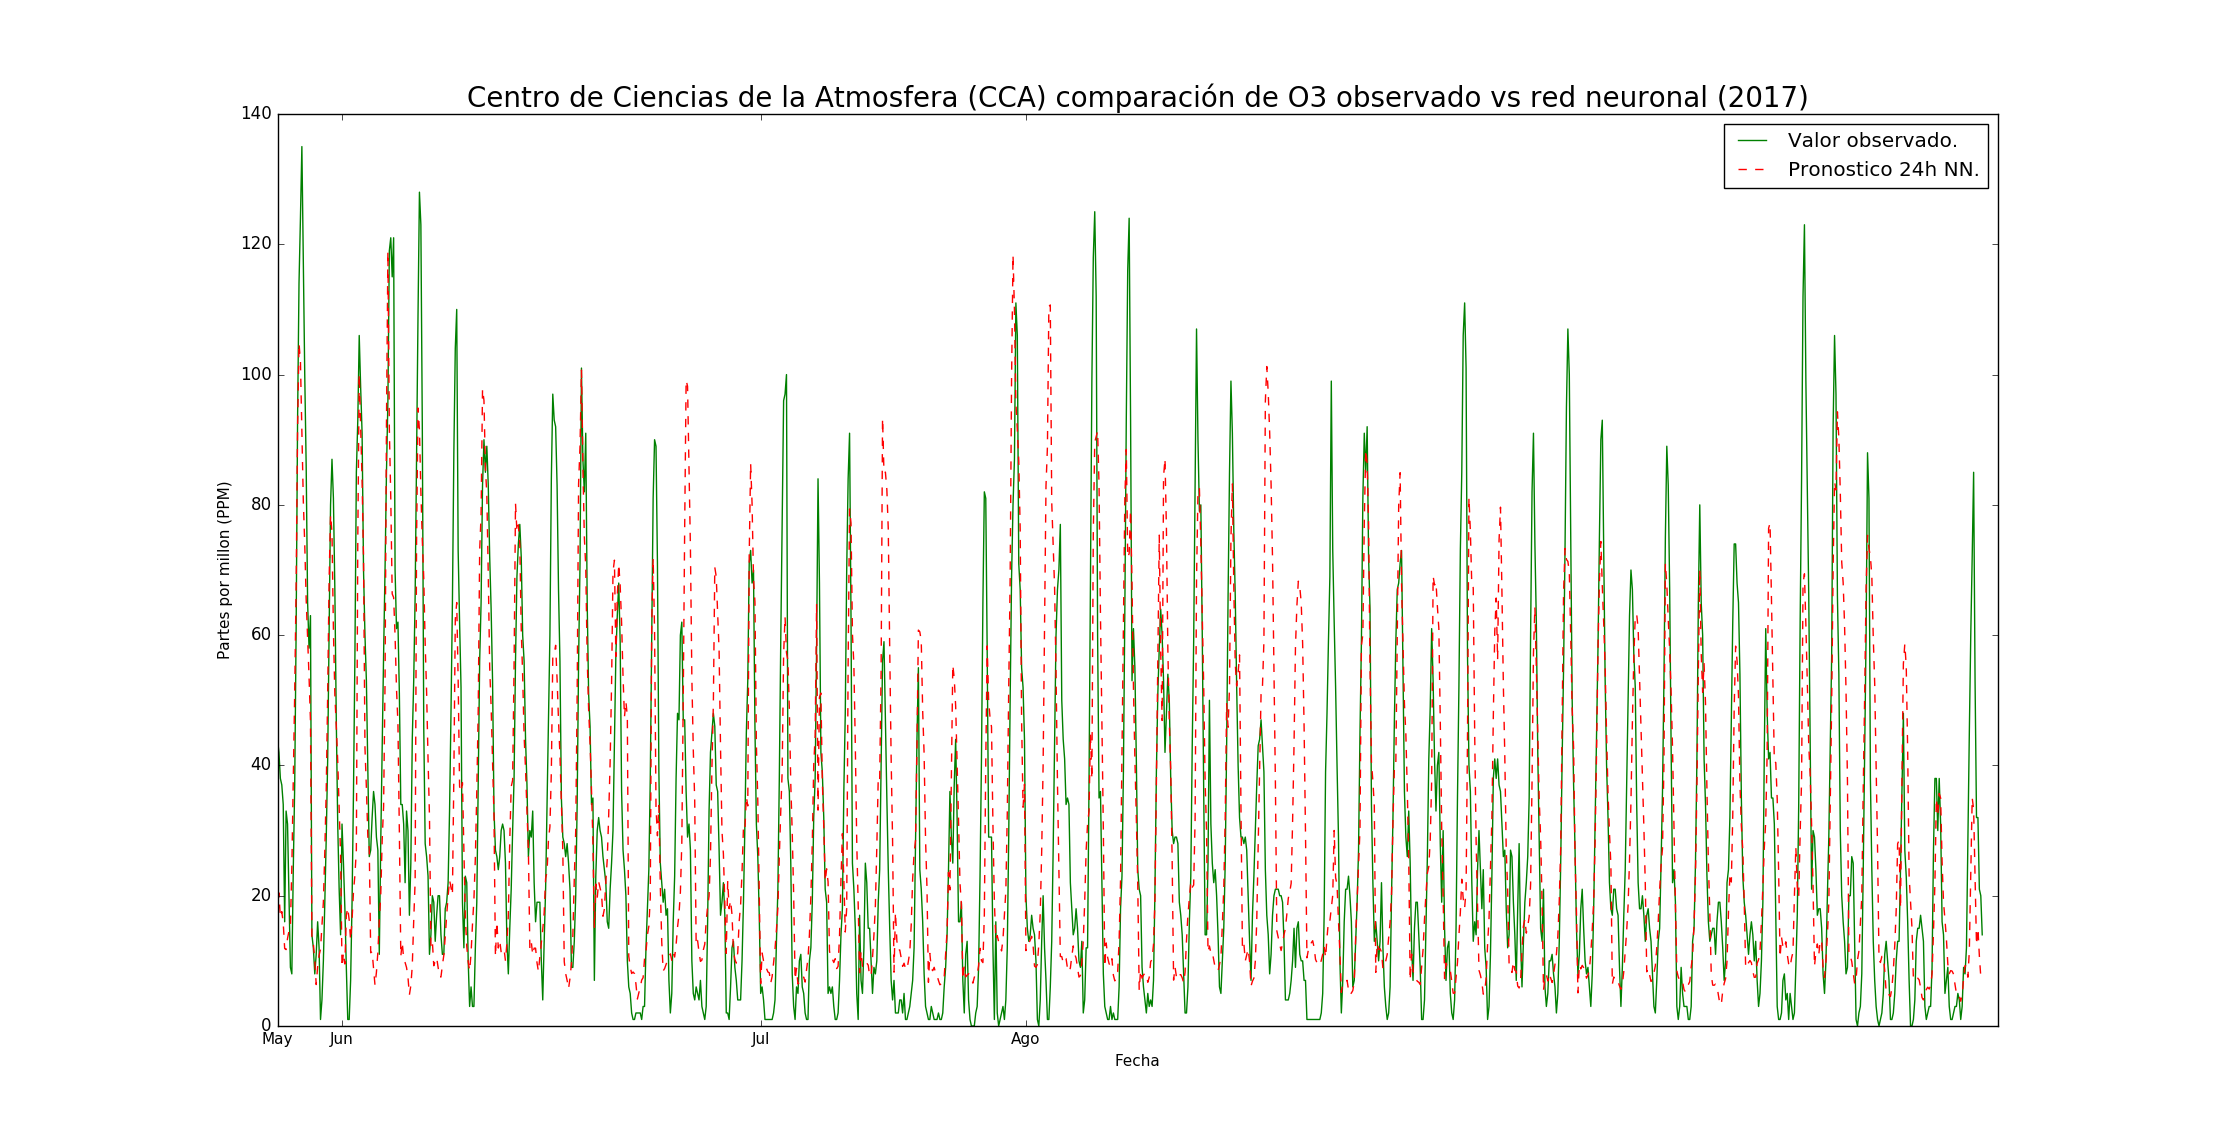 Centro de Ciencias de la Atmosfera (CCA) comparación de O3 observado vs red neuronal (2017)
140
120
100
80
60
40
20
0
Partes por millon (PPM)
Valor observado.
Pronostico 24h NN.
May Jun Jul Ago
Fecha